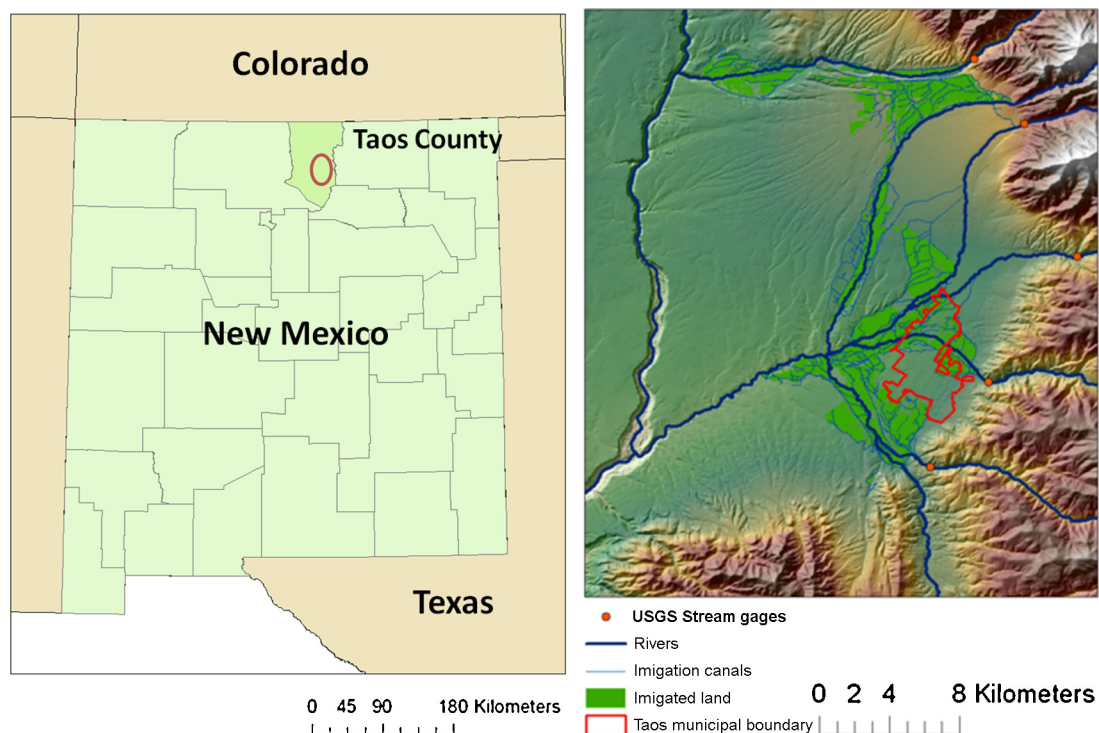 Colorado
Taos County
New Mexico
Texas
0 45 90 180 Kilometers
USGS Stream gages
Rivers
Imigation canals
Imigated land
Taos municipal boundary
0 2 4 8 Kilometers